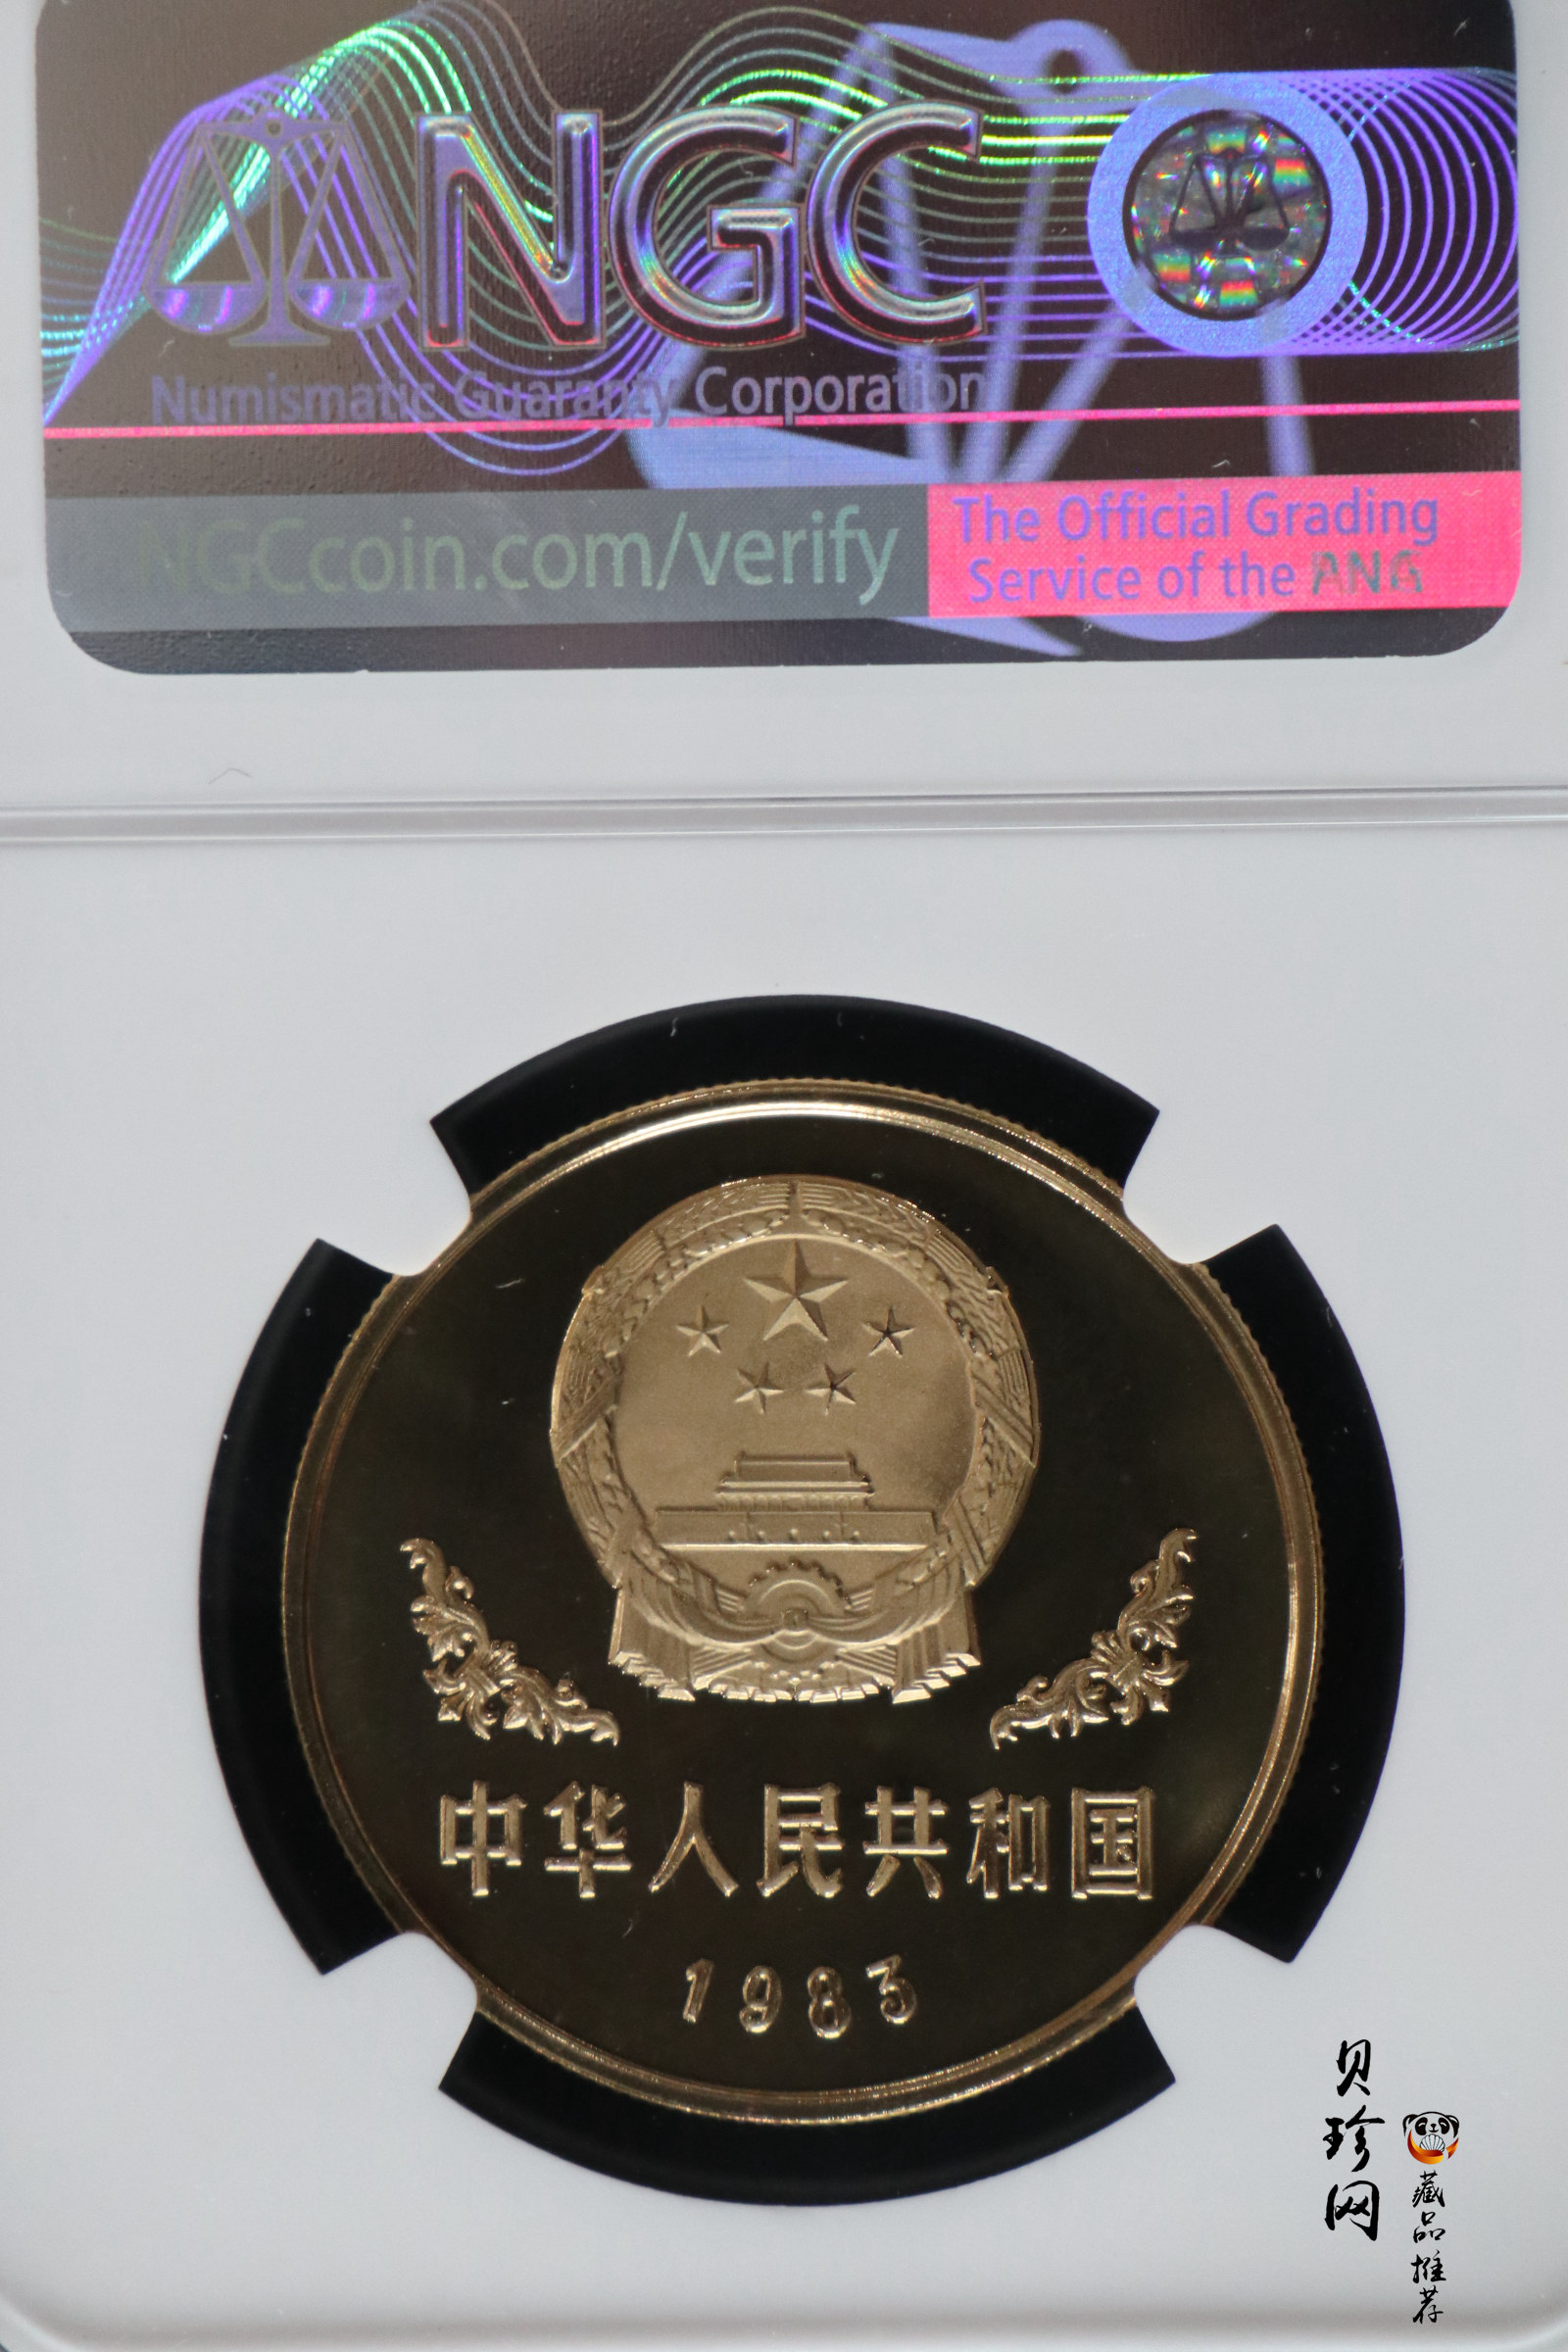 NGC
Numismatic Guaranty Corporation
NGCcoin.com/verify
The Official Grading
Service of the ANG
中华人民共和国
1983
贝珍网
藏品推荐